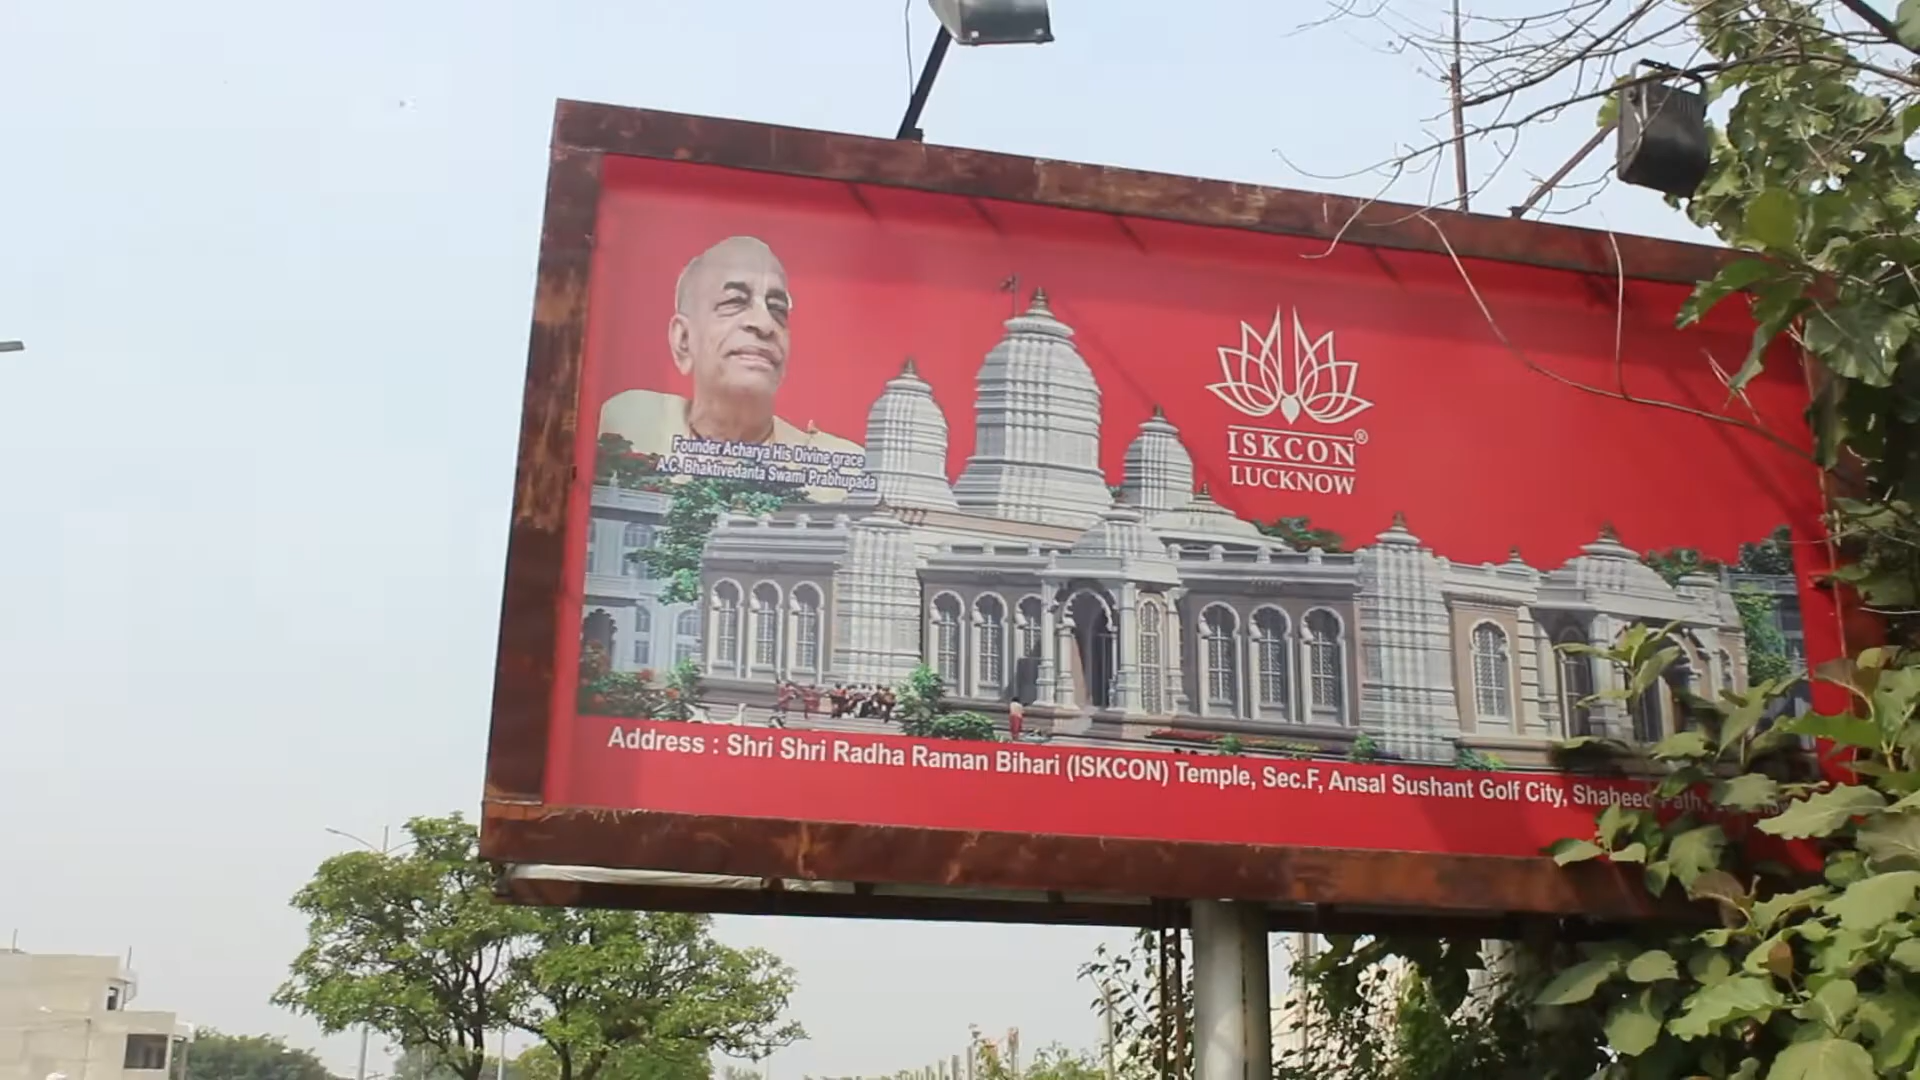 Founder Acharya His Divine grace
A.C. Bhaktivedanta Swami Prabhupada
ISKCON®
LUCKNOW
Address : Shri Shri Radha Raman Bihari (ISKCON) Temple, Sec.F, Ansal Sushant Golf City, Shaheed Path,